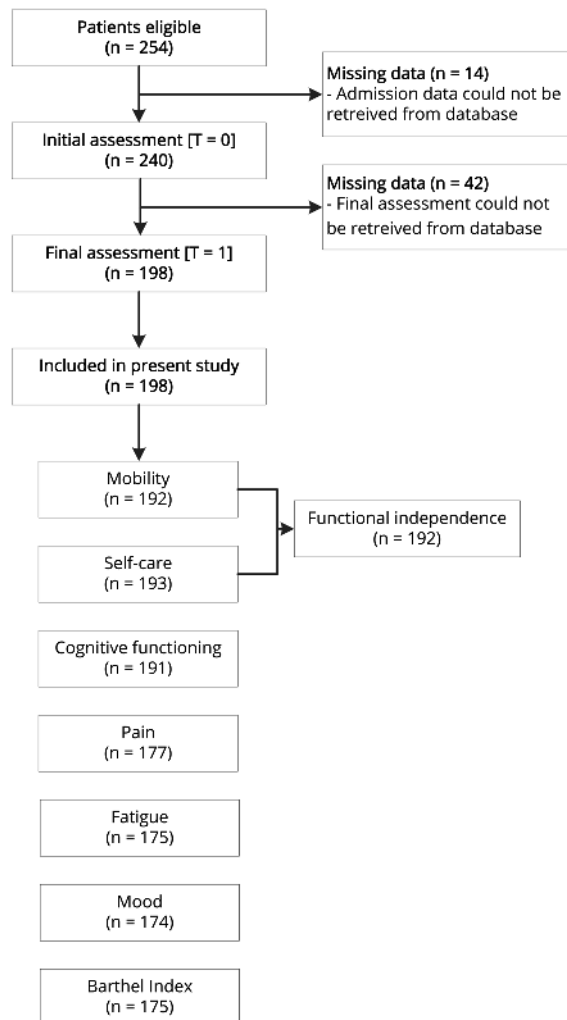 Patients eligible
(n = 254)
Missing data (n = 14)
- Admission data could not be
retreived from database
Initial assessment [T = 0]
(n = 240)
Missing data (n = 42)
- Final assessment could not
be retreived from database
Final assessment [T = 1]
(n = 198)
Included in present study
(n = 198)
Mobility
(n = 192)
Functional independence
(n = 192)
Self-care
(n = 193)
Cognitive functioning
(n = 191)
Pain
(n = 177)
Fatigue
(n = 175)
Mood
(n = 174)
Barthel Index
(n = 175)